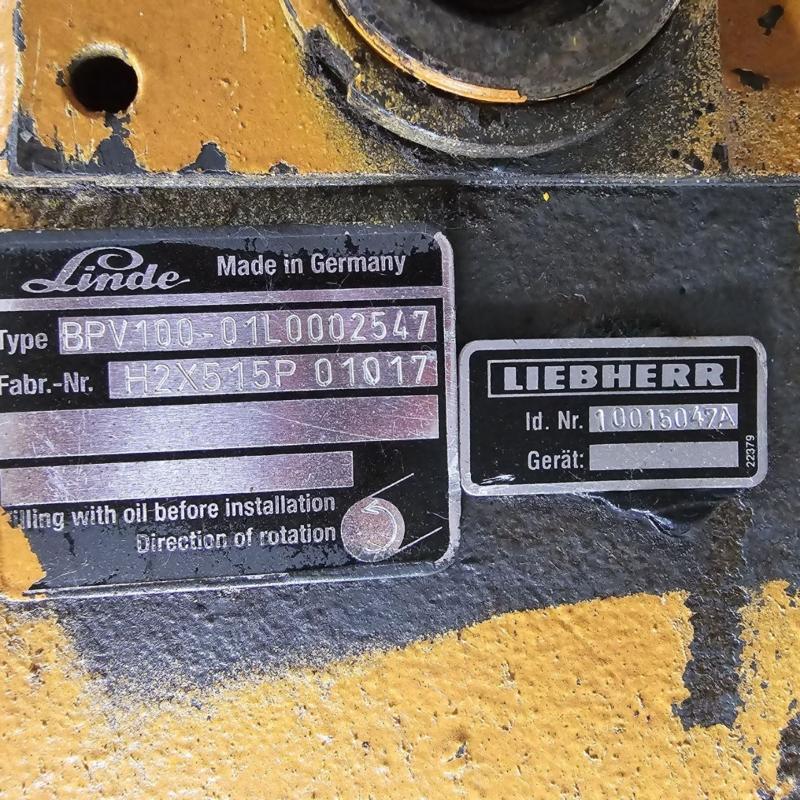 Linde Made in Germany
Type BPV100-01L0002547
Fabr.-Nr. H2X515P 01017
illing with oil before installation
Direction of rotation
LIEBHERR
Id. Nr. 10015042A
Gerät:
22379